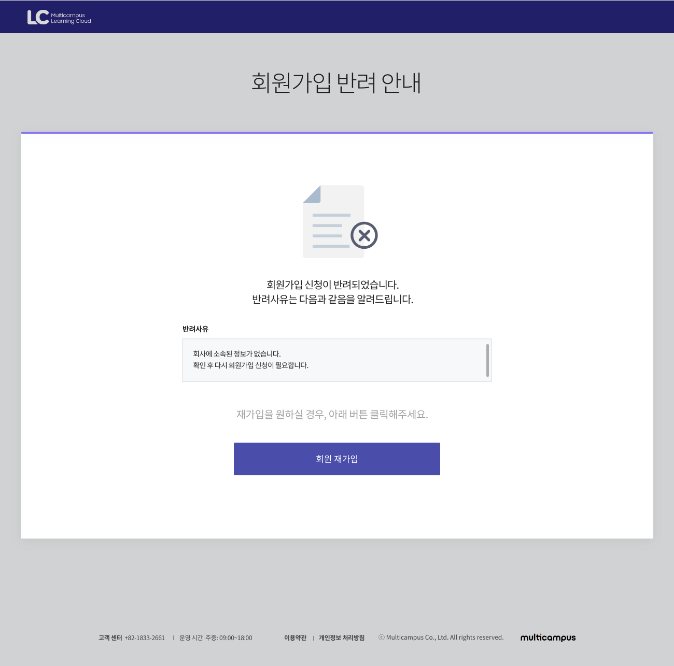 LC Multicampus
Learning Cloud
회원가입 반려 안내
회원가입 신청이 반려되었습니다.
반려사유는 다음과 같음을 알려드립니다.
반려사유
회사에 소속된 정보가 없습니다.
확인 후 다시 회원가입 신청이 필요합니다.
재가입을 원하실 경우, 아래 버튼 클릭해주세요.
회원 재가입
고객 센터 +82-1833-2661 | 운영 시간 주중: 09:00~18:00 이용약관 | 개인정보 처리방침 ⓒ Multicampus Co., Ltd. All rights reserved. multicampus